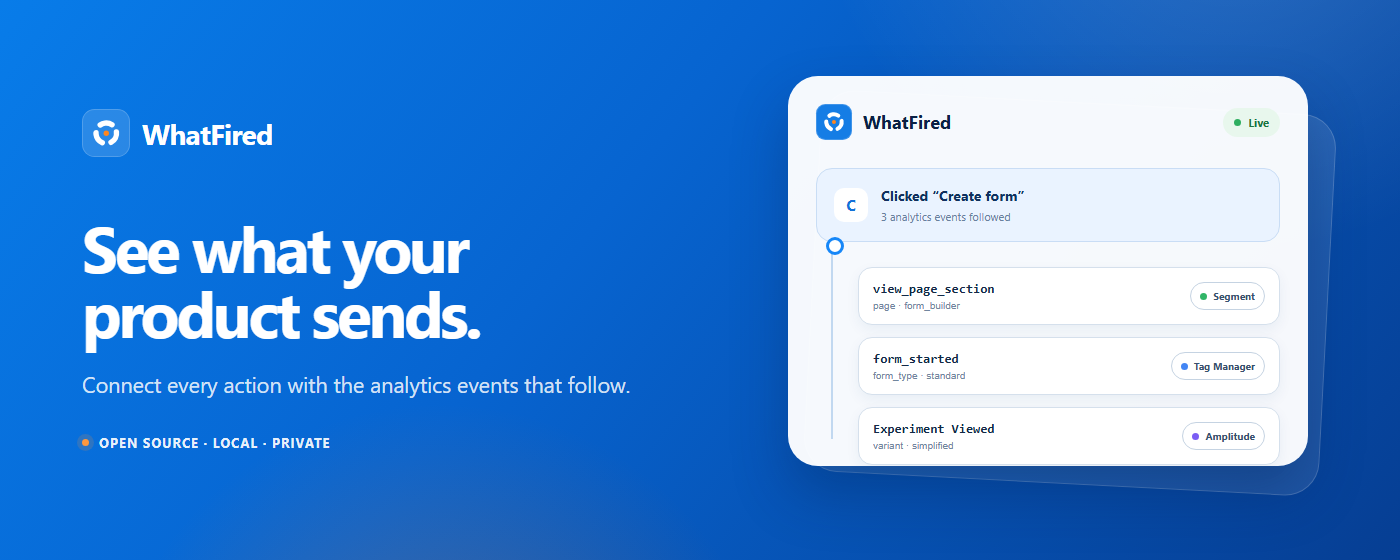 WhatFired
See what your
product sends.
Connect every action with the analytics events that follow.
OPEN SOURCE · LOCAL · PRIVATE
WhatFired
Live
C
Clicked “Create form”
3 analytics events followed
view_page_section
page · form_builder
Segment
form_started
form_type · standard
Tag Manager
Experiment Viewed
variant · simplified
Amplitude